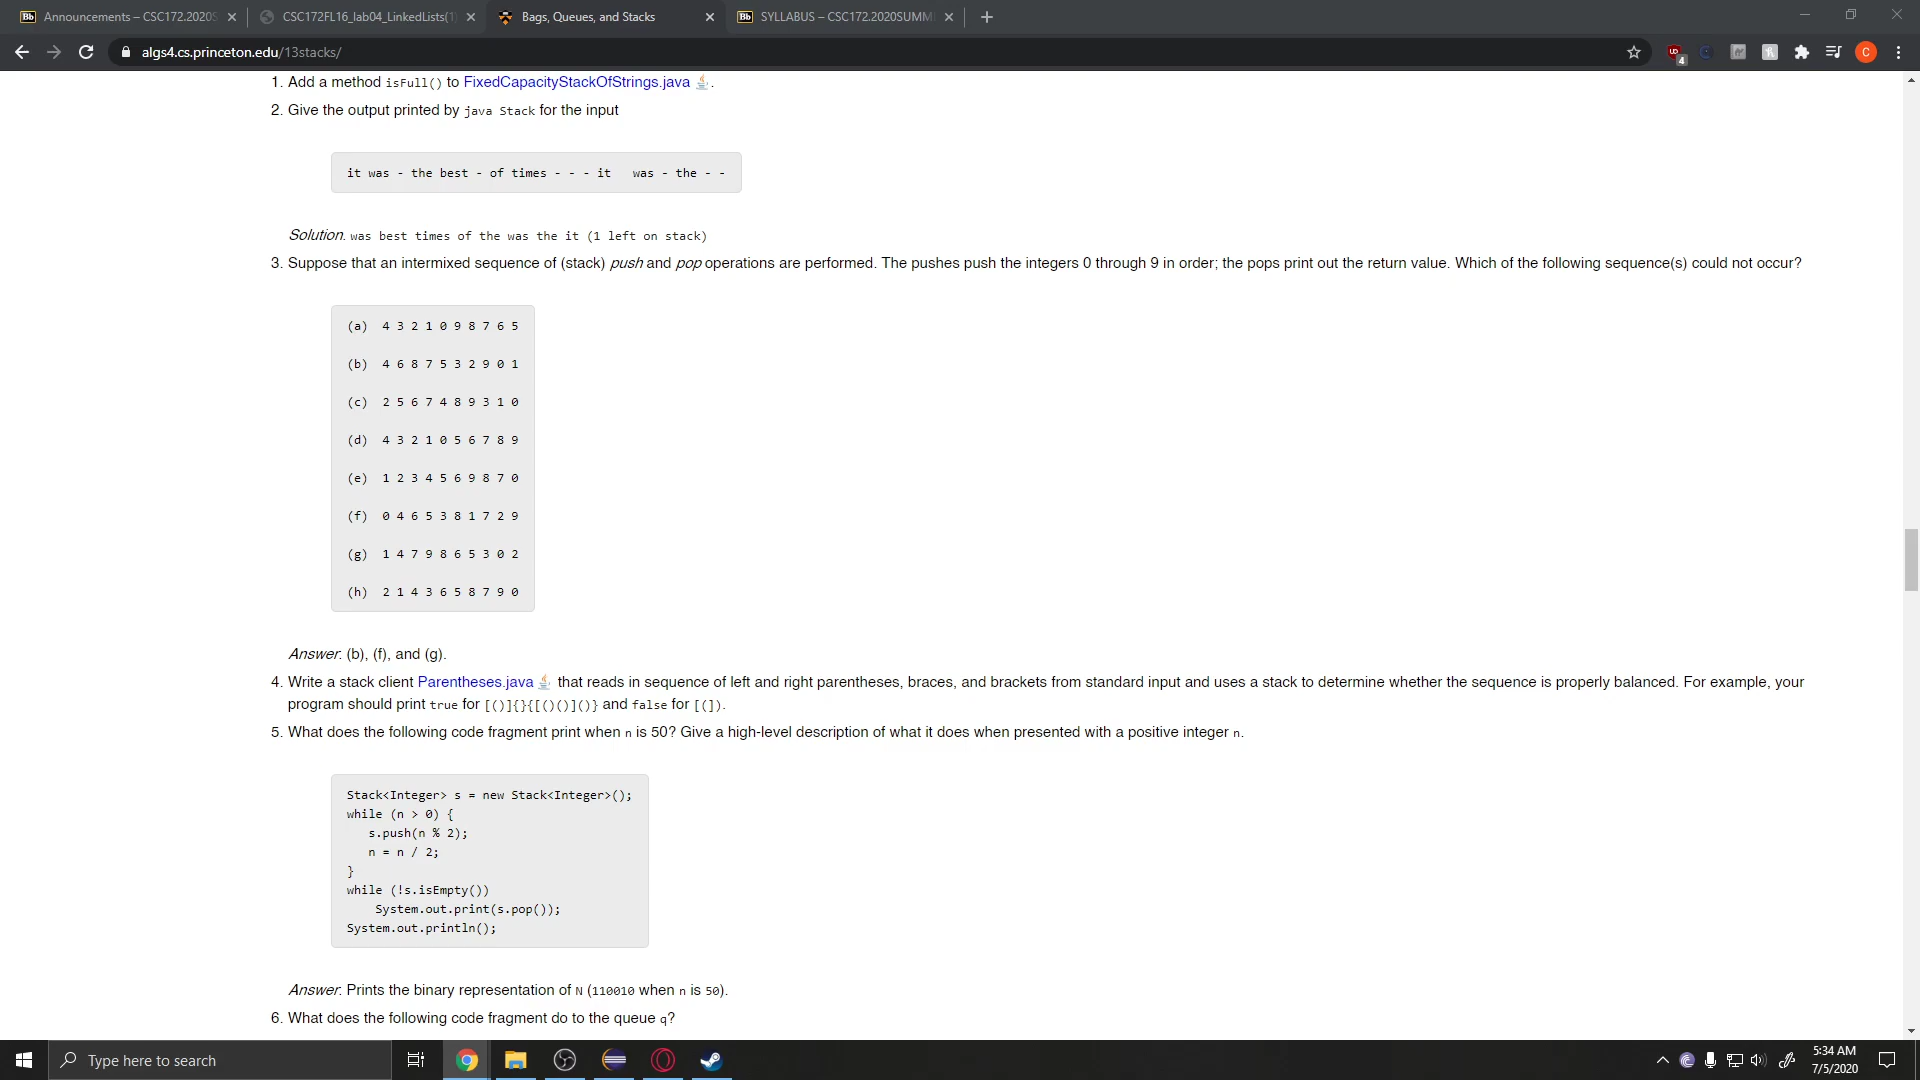 Announcements – CSC172.2020S
CSC172FL16_lab04_LinkedLists(1)
Bags, Queues, and Stacks
SYLLABUS – CSC172.2020SUMM
algs4.cs.princeton.edu/13stacks/
1. Add a method isFull() to FixedCapacityStackOfStrings.java .
2. Give the output printed by java Stack for the input
it was - the best - of times - - - it   was - the - -
Solution. was best times of the was the it (1 left on stack)
3. Suppose that an intermixed sequence of (stack) push and pop operations are performed. The pushes push the integers 0 through 9 in order; the pops print out the return value. Which of the following sequence(s) could not occur?
(a)  4 3 2 1 0 9 8 7 6 5
(b)  4 6 8 7 5 3 2 9 0 1
(c)  2 5 6 7 4 8 9 3 1 0
(d)  4 3 2 1 0 5 6 7 8 9
(e)  1 2 3 4 5 6 9 8 7 0
(f)  0 4 6 5 3 8 1 7 2 9
(g)  1 4 7 9 8 6 5 3 0 2
(h)  2 1 4 3 6 5 8 7 9 0
Answer. (b), (f), and (g).
4. Write a stack client Parentheses.java that reads in sequence of left and right parentheses, braces, and brackets from standard input and uses a stack to determine whether the sequence is properly balanced. For example, your
program should print true for [()]{}{[()()]()} and false for [(]).
5. What does the following code fragment print when n is 50? Give a high-level description of what it does when presented with a positive integer n.
Stack<Integer> s = new Stack<Integer>();
while (n > 0) {
   s.push(n % 2);
   n = n / 2;
}
while (!s.isEmpty())
    System.out.print(s.pop());
System.out.println();
Answer. Prints the binary representation of N (110010 when n is 50).
6. What does the following code fragment do to the queue q?
Type here to search
5:34 AM
7/5/2020